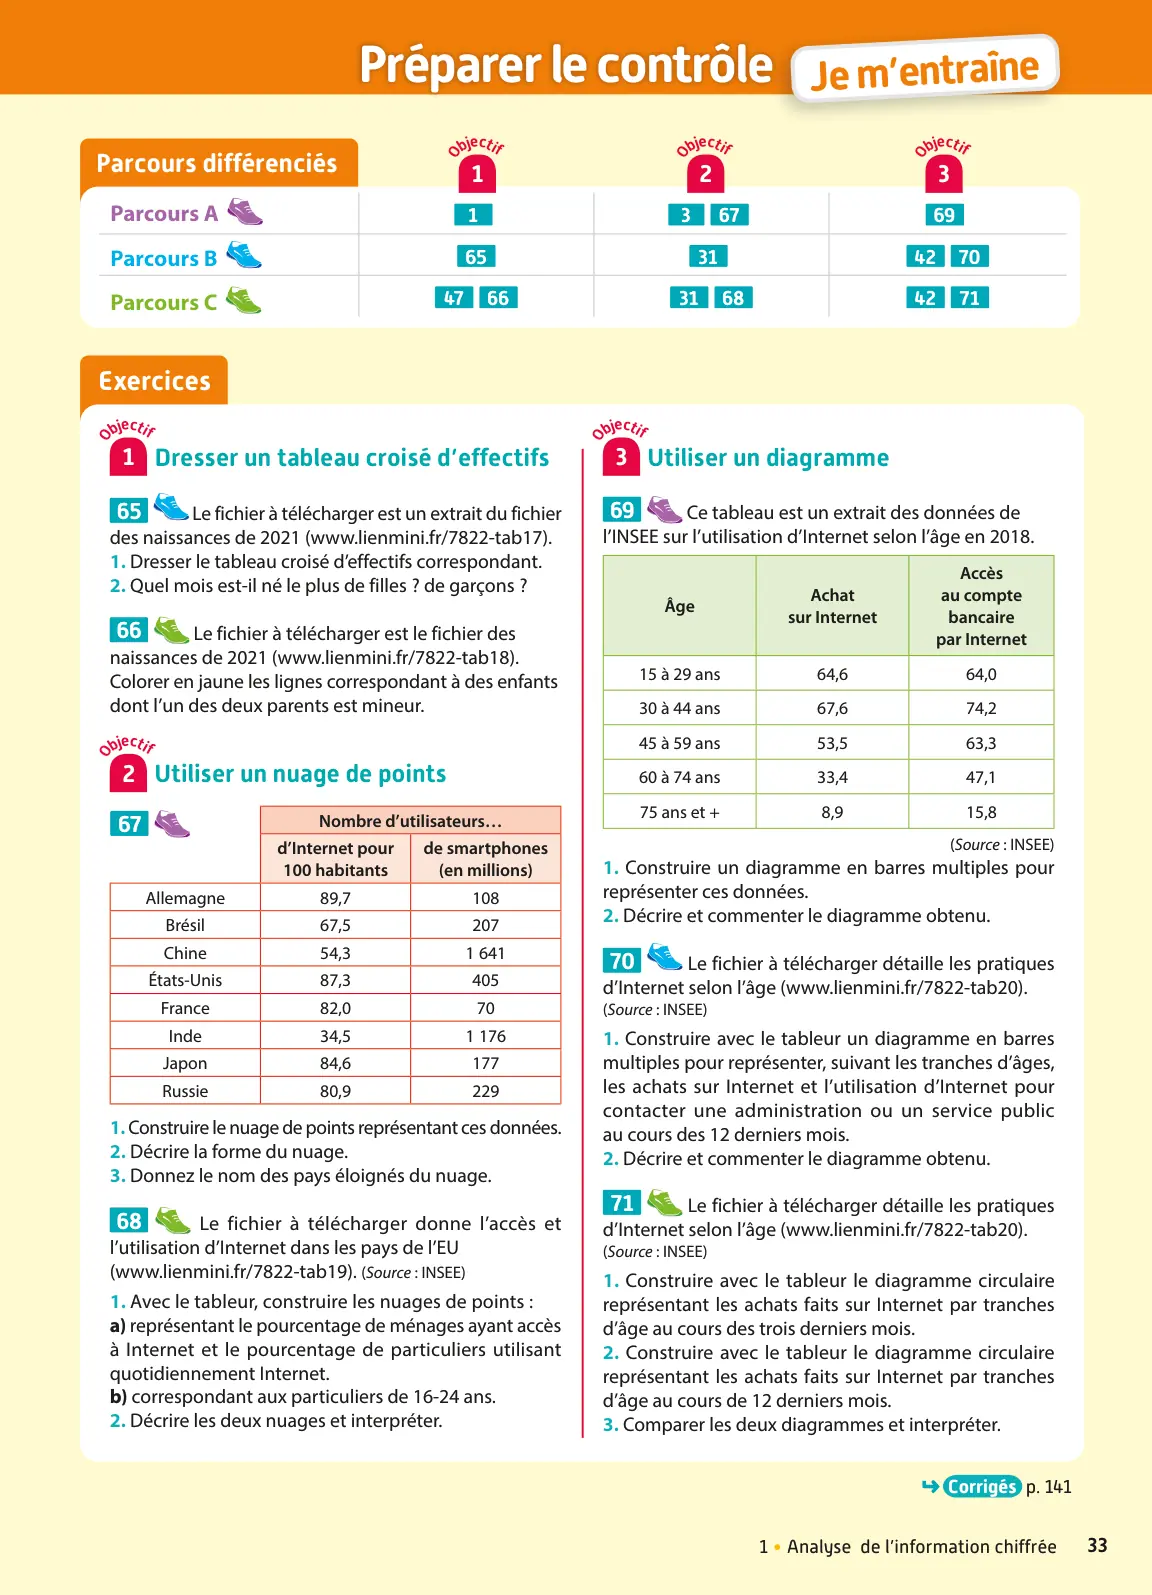 Préparer le contrôle
Je m'entraîne
Parcours différenciés
Objectif 1
Objectif 2
Objectif 3
Parcours A
1
3 67
69
Parcours B
65
31
42 70
Parcours C
47 66
31 68
42 71
Exercices
Objectif
1 Dresser un tableau croisé d'effectifs
65 Le fichier à télécharger est un extrait du fichier
des naissances de 2021 (www.lienmini.fr/7822-tab17).
1. Dresser le tableau croisé d'effectifs correspondant.
2. Quel mois est-il né le plus de filles ? de garçons ?
66 Le fichier à télécharger est le fichier des
naissances de 2021 (www.lienmini.fr/7822-tab18).
Colorer en jaune les lignes correspondant à des enfants
dont l'un des deux parents est mineur.
Objectif
2 Utiliser un nuage de points
67
Nombre d'utilisateurs…
d'Internet pour
100 habitants
de smartphones
(en millions)
Allemagne 89,7 108
Brésil 67,5 207
Chine 54,3 1 641
États-Unis 87,3 405
France 82,0 70
Inde 34,5 1 176
Japon 84,6 177
Russie 80,9 229
1. Construire le nuage de points représentant ces données.
2. Décrire la forme du nuage.
3. Donnez le nom des pays éloignés du nuage.
68 Le fichier à télécharger donne l'accès et
l'utilisation d'Internet dans les pays de l'EU
(www.lienmini.fr/7822-tab19). (Source : INSEE)
1. Avec le tableur, construire les nuages de points :
a) représentant le pourcentage de ménages ayant accès
à Internet et le pourcentage de particuliers utilisant
quotidiennement Internet.
b) correspondant aux particuliers de 16-24 ans.
2. Décrire les deux nuages et interpréter.
Objectif
3 Utiliser un diagramme
69 Ce tableau est un extrait des données de
l'INSEE sur l'utilisation d'Internet selon l'âge en 2018.
Âge
Achat
sur Internet
Accès
au compte
bancaire
par Internet
15 à 29 ans 64,6 64,0
30 à 44 ans 67,6 74,2
45 à 59 ans 53,5 63,3
60 à 74 ans 33,4 47,1
75 ans et + 8,9 15,8
(Source : INSEE)
1. Construire un diagramme en barres multiples pour
représenter ces données.
2. Décrire et commenter le diagramme obtenu.
70 Le fichier à télécharger détaille les pratiques
d'Internet selon l'âge (www.lienmini.fr/7822-tab20).
(Source : INSEE)
1. Construire avec le tableur un diagramme en barres
multiples pour représenter, suivant les tranches d'âges,
les achats sur Internet et l'utilisation d'Internet pour
contacter une administration ou un service public
au cours des 12 derniers mois.
2. Décrire et commenter le diagramme obtenu.
71 Le fichier à télécharger détaille les pratiques
d'Internet selon l'âge (www.lienmini.fr/7822-tab20).
(Source : INSEE)
1. Construire avec le tableur le diagramme circulaire
représentant les achats faits sur Internet par tranches
d'âge au cours des trois derniers mois.
2. Construire avec le tableur le diagramme circulaire
représentant les achats faits sur Internet par tranches
d'âge au cours de 12 derniers mois.
3. Comparer les deux diagrammes et interpréter.
↪ Corrigés p. 141
1 • Analyse de l'information chiffrée 33